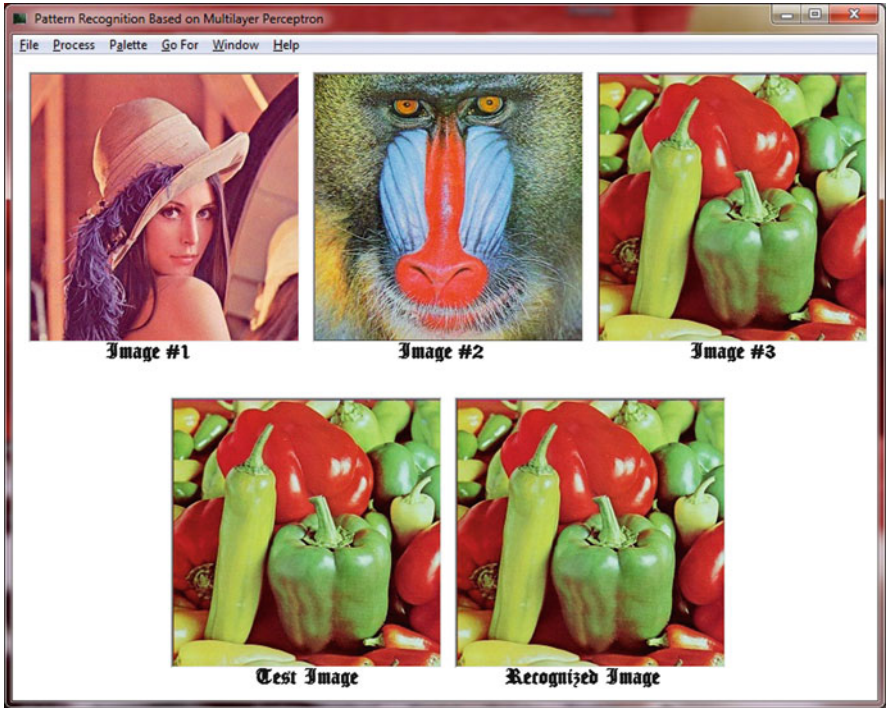 Pattern Recognition Based on Multilayer Perceptron
File Process Palette Go For Window Help
Image #1 Image #2 Image #3
Test Image Recognized Image